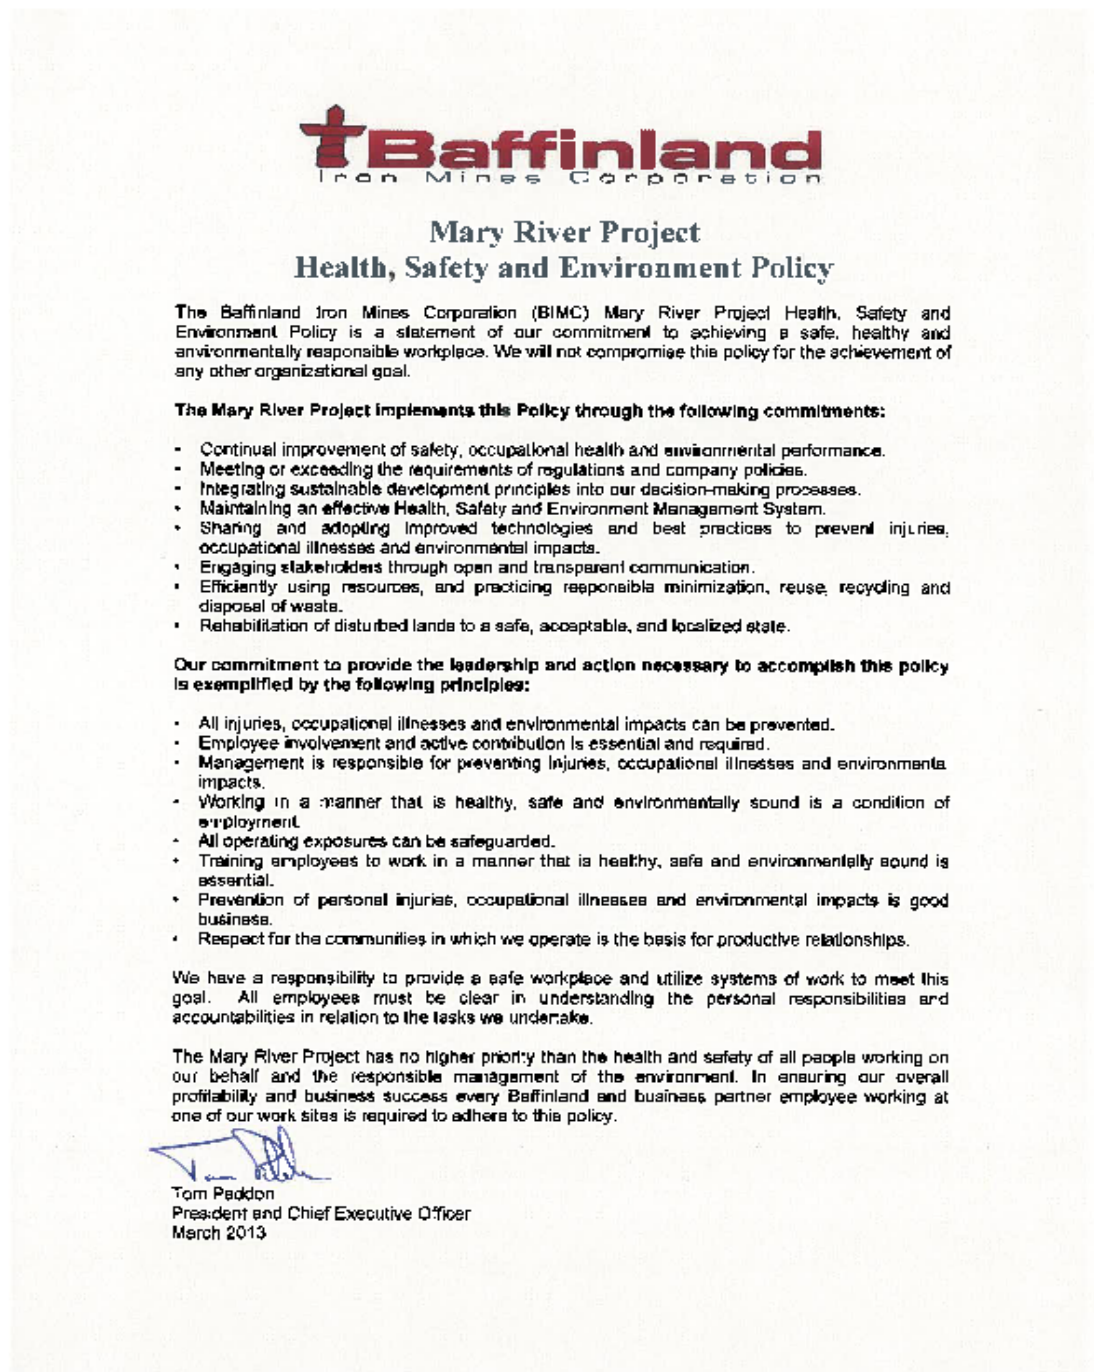 Baffinland
Iron Mines Corporation
Mary River Project
Health, Safety and Environment Policy
The Baffinland Iron Mines Corporation (BIMC) Mary River Project Health, Safety and
Environment Policy is a statement of our commitment to achieving a safe, healthy and
environmentally responsible workplace. We will not compromise this policy for the achievement of
any other organizational goal.
The Mary River Project implements this Policy through the following commitments:
- Continual improvement of safety, occupational health and environmental performance.
- Meeting or exceeding the requirements of regulations and company policies.
- Integrating sustainable development principles into our decision-making processes.
- Maintaining an effective Health, Safety and Environment Management System.
- Sharing and adopting improved technologies and best practices to prevent injuries,
occupational illnesses and environmental impacts.
• Engaging stakeholders through open and transparent communication.
• Efficiently using resources, and practicing responsible minimization, reuse, recycling and
disposal of waste.
• Rehabilitation of disturbed lands to a safe, acceptable, and localized state.
Our commitment to provide the leadership and action necessary to accomplish this policy
is exemplified by the following principles:
• All injuries, occupational illnesses and environmental impacts can be prevented.
• Employee involvement and active contribution is essential and required.
• Management is responsible for preventing injuries, occupational illnesses and environmental
impacts.
• Working in a manner that is healthy, safe and environmentally sound is a condition of
employment.
• All operating exposures can be safeguarded.
• Training employees to work in a manner that is healthy, safe and environmentally sound is
essential.
• Prevention of personal injuries, occupational illnesses and environmental impacts is good
business.
• Respect for the communities in which we operate is the basis for productive relationships.
We have a responsibility to provide a safe workplace and utilize systems of work to meet this
goal. All employees must be clear in understanding the personal responsibilities and
accountabilities in relation to the tasks we undertake.
The Mary River Project has no higher priority than the health and safety of all people working on
our behalf and the responsible management of the environment. In ensuring our overall
profitability and business success every Baffinland and business partner employee working at
one of our work sites is required to adhere to this policy.
Tom Paddon
President and Chief Executive Officer
March 2013